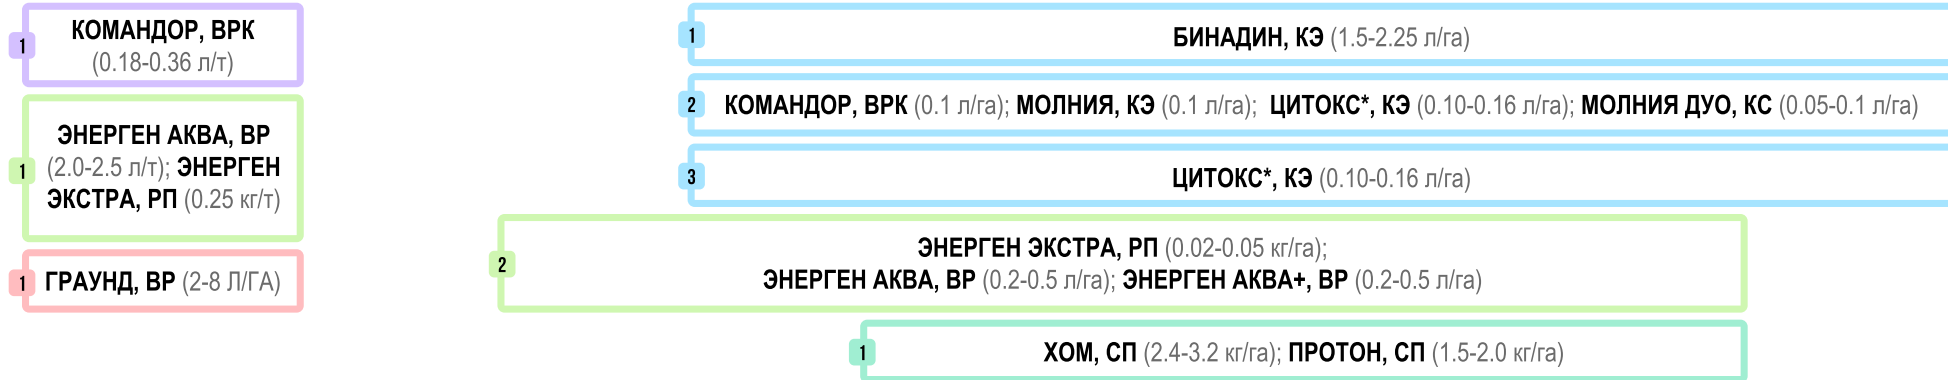 1
КОМАНДОР, ВРК
(0.18-0.36 л/т)
1
ЭНЕРГЕН АКВА, ВР
(2.0-2.5 л/т); ЭНЕРГЕН
ЭКСТРА, РП (0.25 кг/т)
1
ГРАУНД, ВР (2-8 Л/ГА)
1
БИНАДИН, КЭ (1.5-2.25 л/га)
2
КОМАНДОР, ВРК (0.1 л/га); МОЛНИЯ, КЭ (0.1 л/га); ЦИТОКС*, КЭ (0.10-0.16 л/га); МОЛНИЯ ДУО, КС (0.05-0.1 л/га)
3
ЦИТОКС*, КЭ (0.10-0.16 л/га)
2
ЭНЕРГЕН ЭКСТРА, РП (0.02-0.05 кг/га);
ЭНЕРГЕН АКВА, ВР (0.2-0.5 л/га); ЭНЕРГЕН АКВА+, ВР (0.2-0.5 л/га)
1
ХОМ, СП (2.4-3.2 кг/га); ПРОТОН, СП (1.5-2.0 кг/га)